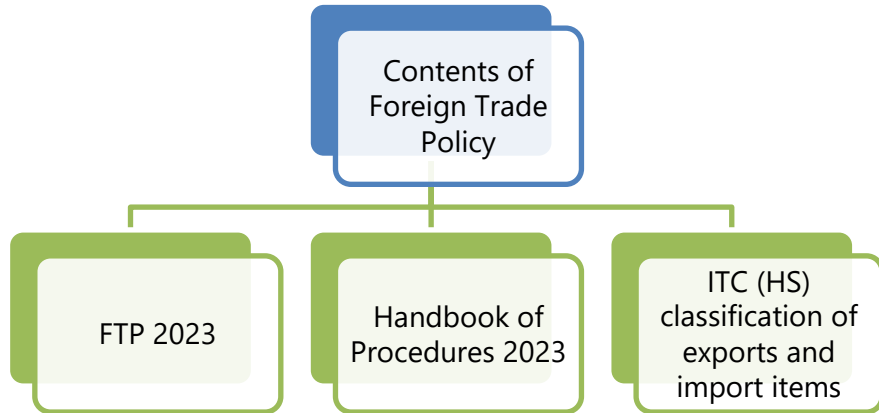 Contents of
Foreign Trade
Policy
FTP 2023
Handbook of
Procedures 2023
ITC (HS)
classification of
exports and
import items